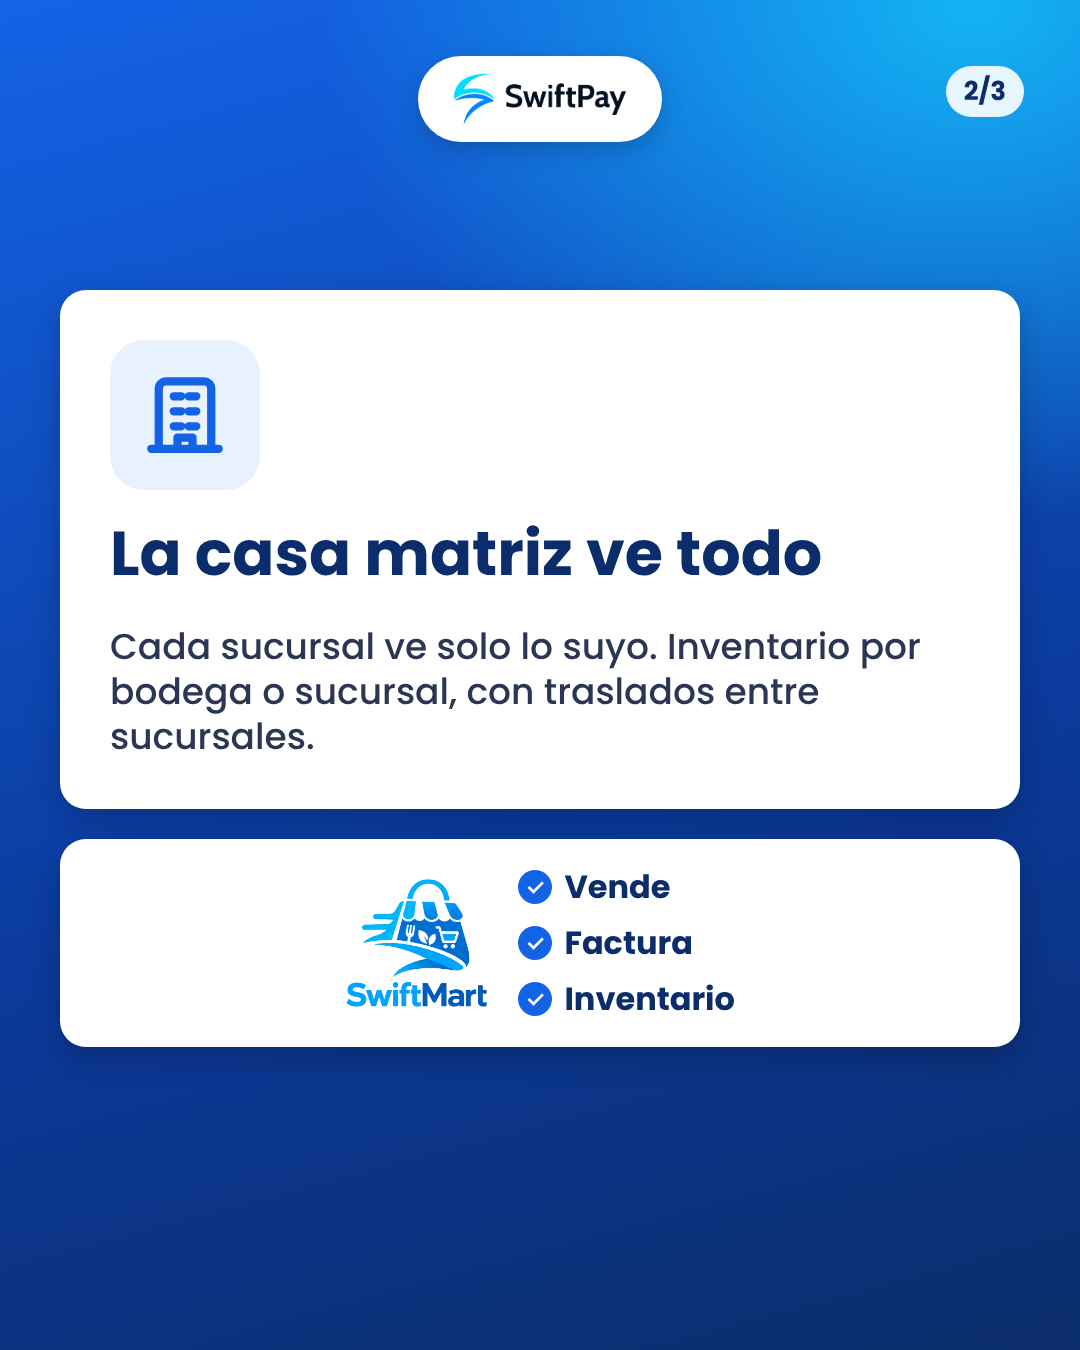 SwiftPay
2/3
La casa matriz ve todo
Cada sucursal ve solo lo suyo. Inventario por
bodega o sucursal, con traslados entre
sucursales.
SwiftMart
Vende
Factura
Inventario